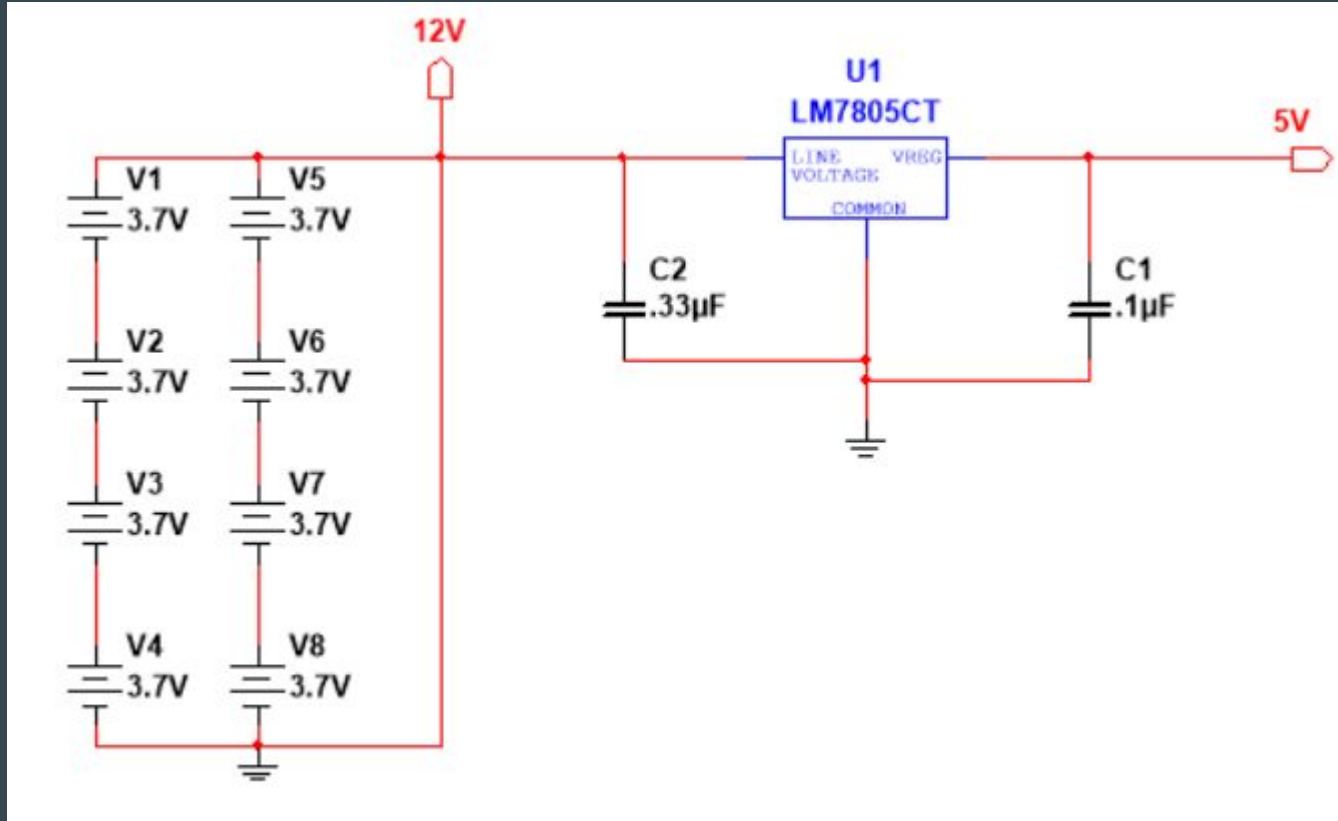 12V
U1
LM7805CT
5V
LINE VREG
VOLTAGE
COMMON
V1
3.7V
V5
3.7V
C2
.33µF
C1
.1µF
V2
3.7V
V6
3.7V
V3
3.7V
V7
3.7V
V4
3.7V
V8
3.7V